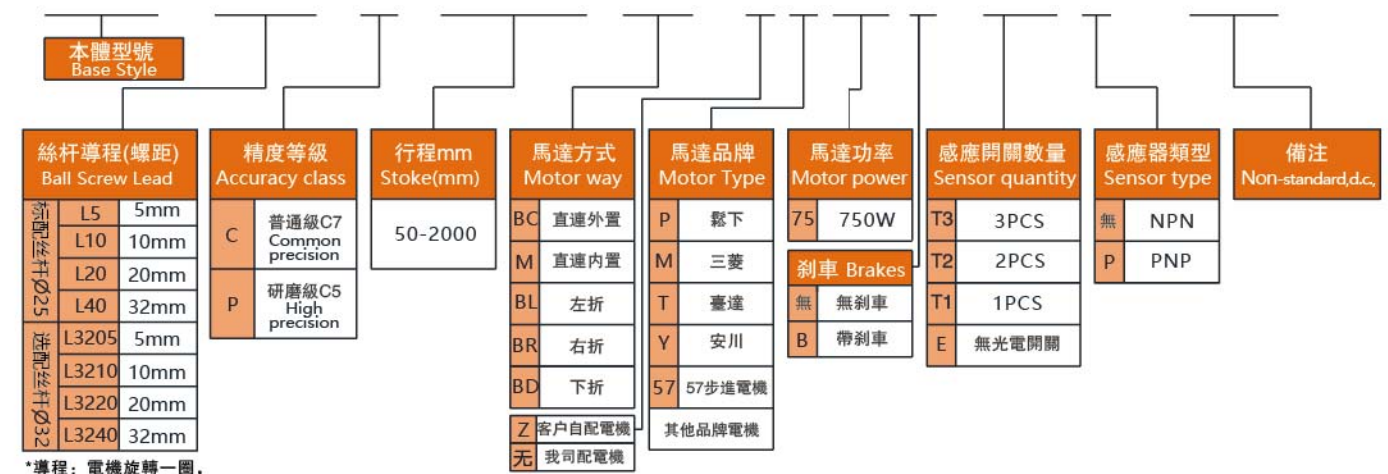 本體型號
Base Style
絲杆導程(螺距)
Ball Screw Lead
标配丝杆Ø25
L5 5mm
L10 10mm
L20 20mm
L40 32mm
选配丝杆Ø32
L3205 5mm
L3210 10mm
L3220 20mm
L3240 32mm
*導程：電機旋轉一圈，
精度等級
Accuracy class
C 普通級C7
Common
precision
P 研磨級C5
High
precision
行程mm
Stoke(mm)
50-2000
馬達方式
Motor way
BC 直連外置
M 直連内置
BL 左折
BR 右折
BD 下折
Z 客户自配電機
无 我司配電機
馬達品牌
Motor Type
P 鬆下
M 三菱
T 臺達
Y 安川
57 57步進電機
其他品牌電機
馬達功率
Motor power
75 750W
刹車 Brakes
無 無刹車
B 帶刹車
感應開關數量
Sensor quantity
T3 3PCS
T2 2PCS
T1 1PCS
E 無光電開關
感應器類型
Sensor type
無 NPN
P PNP
備注
Non-standard,d.c.,